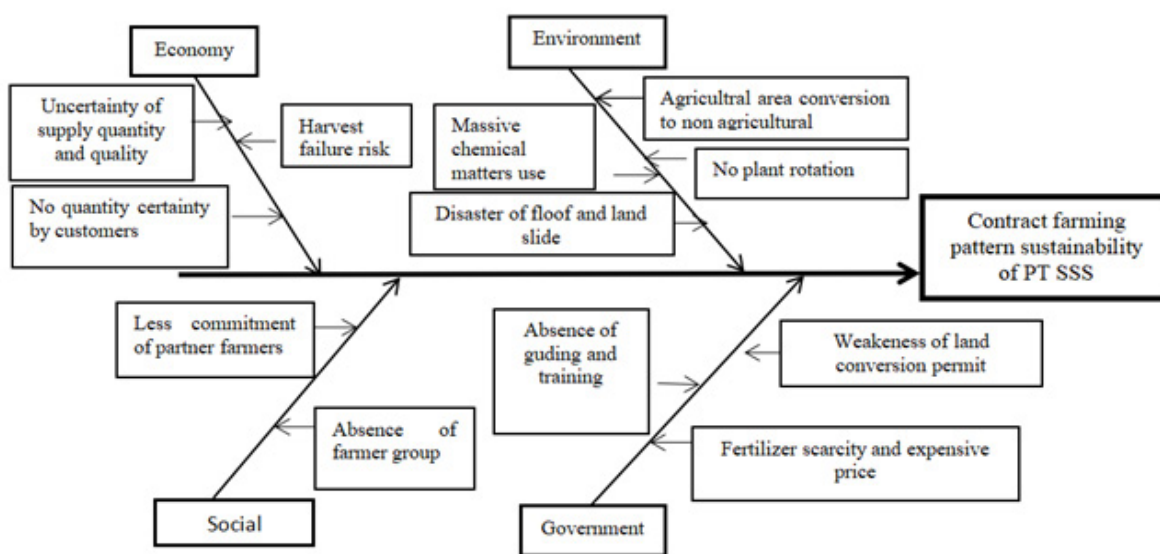 Economy
Environment
Uncertainty of
supply quantity
and quality
Harvest
failure risk
No quantity certainty
by customers
Massive
chemical
matters use
Agricultral area conversion
to non agricultural
No plant rotation
Disaster of floof and land
slide
Contract farming
pattern sustainability
of PT SSS
Less commitment
of partner farmers
Absence of
farmer group
Absence of
guding and
training
Weakeness of land
conversion permit
Fertilizer scarcity and expensive
price
Social
Government